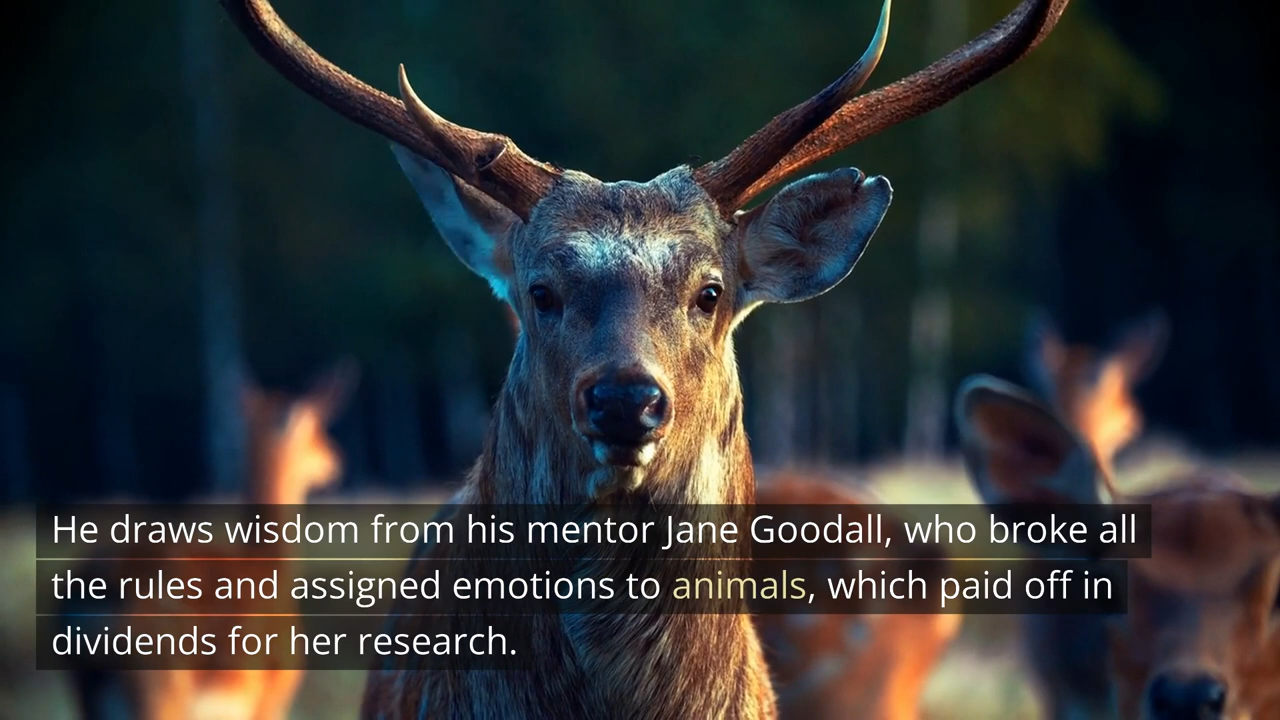 He draws wisdom from his mentor Jane Goodall, who broke all
the rules and assigned emotions to animals, which paid off in
dividends for her research.